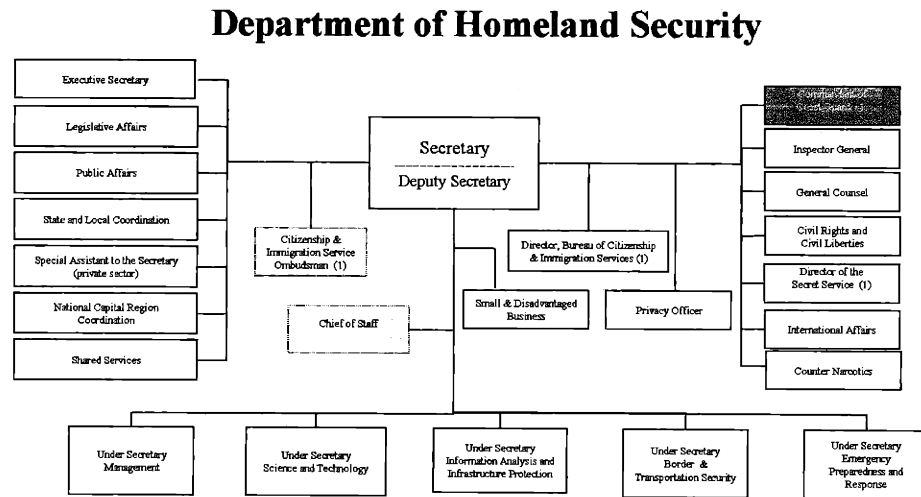 Department of Homeland Security
Executive Secretary
Legislative Affairs
Public Affairs
State and Local Coordination
Special Assistant to the Secretary
(private sector)
National Capital Region
Coordination
Shared Services
Secretary
Deputy Secretary
Citizenship &
Immigration Service
Ombudsman (1)
Director, Bureau of Citizenship
& Immigration Services (1)
Small & Disadvantaged
Business
Privacy Officer
Chief of Staff
Inspector General
General Counsel
Civil Rights and
Civil Liberties
Director of the
Secret Service (1)
International Affairs
Counter Narcotics
Under Secretary
Management
Under Secretary
Science and Technology
Under Secretary
Information Analysis and
Infrastructure Protection
Under Secretary
Border &
Transportation Security
Under Secretary
Emergency
Preparedness and
Response